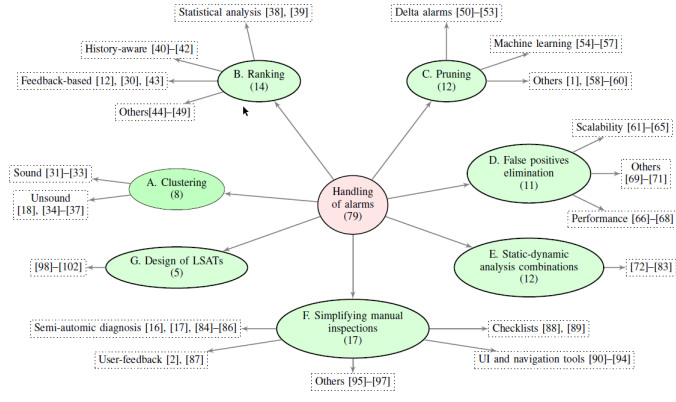 Statistical analysis [38], [39]
Delta alarms [50]–[53]
History-aware [40]–[42]
Machine learning [54]–[57]
B. Ranking
(14)
C. Pruning
(12)
Feedback-based [12], [30], [43]
Others [1], [58]–[60]
Others[44]–[49]
Scalability [61]–[65]
D. False positives
elimination
(11)
Others
[69]–[71]
Sound [31]–[33]
A. Clustering
(8)
Handling
of alarms
(79)
Unsound
[18], [34]–[37]
Performance [66]–[68]
E. Static-dynamic
analysis combinations
(12)
[72]–[83]
G. Design of LSATs
(5)
[98]–[102]
F. Simplifying manual
inspections
(17)
Semi-automic diagnosis [16], [17], [84]–[86]
Checklists [88], [89]
User-feedback [2], [87]
UI and navigation tools [90]–[94]
Others [95]–[97]